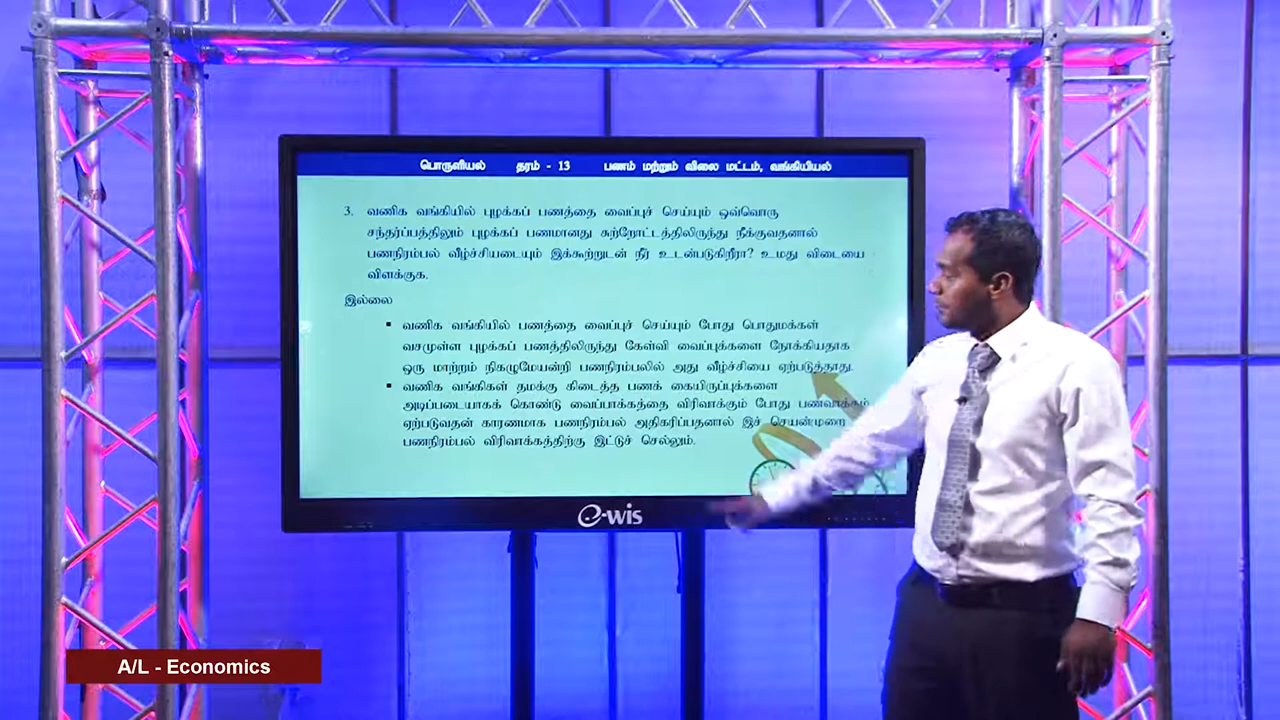 பொருளியல் தரம் - 13 பணம் மற்றும் விலை மட்டம், வங்கியியல்
3. வணிக வங்கியில் புழக்கப் பணத்தை வைப்புச் செய்யும் ஒவ்வொரு
சந்தர்ப்பத்திலும் புழக்கப் பணமானது சுற்றோட்டத்திலிருந்து நீக்குவதனால்
பணநிரம்பல் வீழ்ச்சியடையும் இக்கூற்றுடன் நீர் உடன்படுகிறீரா? உமது விடையை
விளக்குக.
இல்லை
▪ வணிக வங்கியில் பணத்தை வைப்புச் செய்யும் போது பொதுமக்கள்
வசமுள்ள புழக்கப் பணத்திலிருந்து கேள்வி வைப்புக்களை நோக்கியதாக
ஒரு மாற்றம் நிகழுமேயன்றி பணநிரம்பலில் அது வீழ்ச்சியை ஏற்படுத்தாது.
▪ வணிக வங்கிகள் தமக்கு கிடைத்த பணக் கையிருப்புக்களை
அடிப்படையாகக் கொண்டு வைப்பாக்கத்தை விரிவாக்கும் போது பணவாக்கம்
ஏற்படுவதன் காரணமாக பணநிரம்பல் அதிகரிப்பதனால் இச் செயன்முறை
பணநிரம்பல் விரிவாக்கத்திற்கு இட்டுச் செல்லும்.
e-wis
A/L - Economics